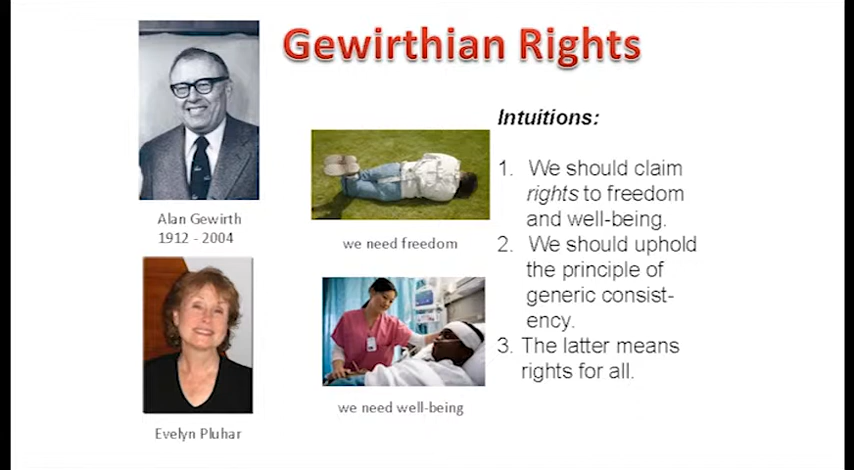 Gewirthian Rights
Alan Gewirth
1912 - 2004
we need freedom
Evelyn Pluhar
we need well-being
Intuitions:
1. We should claim
rights to freedom
and well-being.
2. We should uphold
the principle of
generic consist-
ency.
3. The latter means
rights for all.